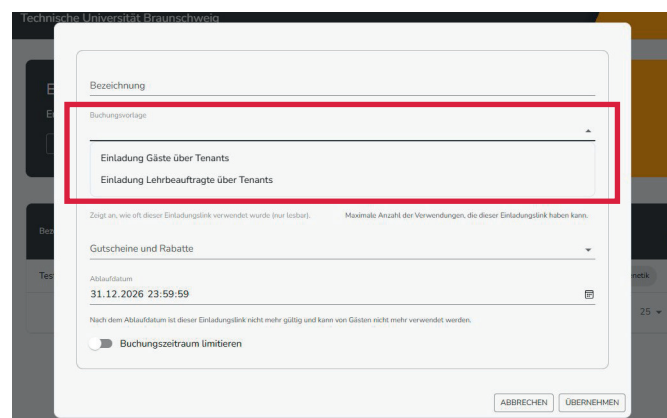 Technische Universität Braunschweig
Bezeichnung
Buchungsvorlage
Einladung Gäste über Tenants
Einladung Lehrbeauftragte über Tenants
Zeigt an, wie oft dieser Einladungslink verwendet wurde (nur lesbar). Maximale Anzahl der Verwendungen, die dieser Einladungslink haben kann.
Gutscheine und Rabatte
Ablaufdatum
31.12.2026 23:59:59
Nach dem Ablaufdatum ist dieser Einladungslink nicht mehr gültig und kann von Gästen nicht mehr verwendet werden.
Buchungszeitraum limitieren
25
ABBRECHEN ÜBERNEHMEN